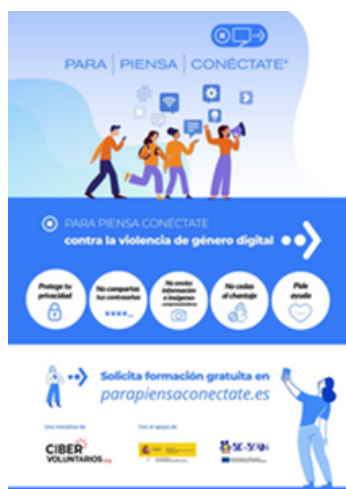 PARA | PIENSA | CONÉCTATE®
PARA PIENSA CONÉCTATE
contra la violencia de género digital
Protege tu
privacidad
No compartas
tus contraseñas
No envíes
información
o imágenes
comprometedoras
No cedas
al chantaje
Pide
ayuda
Solicita formación gratuita en
parapiensaconectate.es
Una iniciativa de
Con el apoyo de
CIBER
VOLUNTARIOS.org